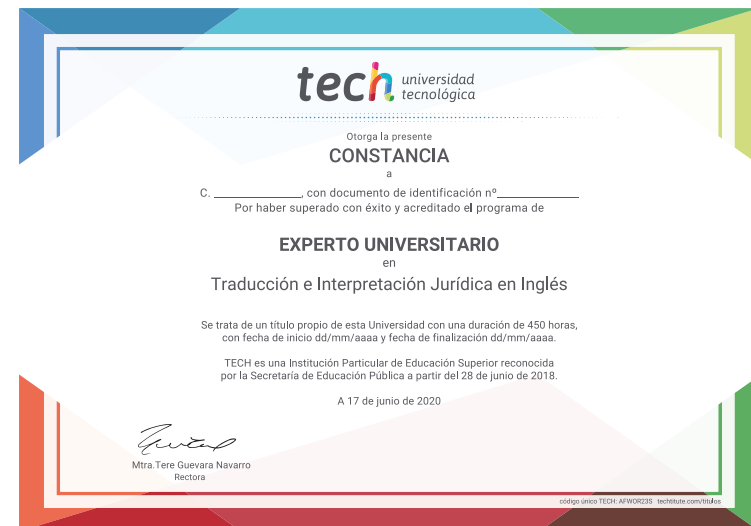 tech universidad
tecnológica
Otorga la presente
CONSTANCIA
a
C. ______________, con documento de identificación nº______________
Por haber superado con éxito y acreditado el programa de
EXPERTO UNIVERSITARIO
en
Traducción e Interpretación Jurídica en Inglés
Se trata de un título propio de esta Universidad con una duración de 450 horas,
con fecha de inicio dd/mm/aaaa y fecha de finalización dd/mm/aaaa.
TECH es una Institución Particular de Educación Superior reconocida
por la Secretaría de Educación Pública a partir del 28 de junio de 2018.
A 17 de junio de 2020
Mtra.Tere Guevara Navarro
Rectora
código único TECH: AFWOR23S techtitute.com/titulos